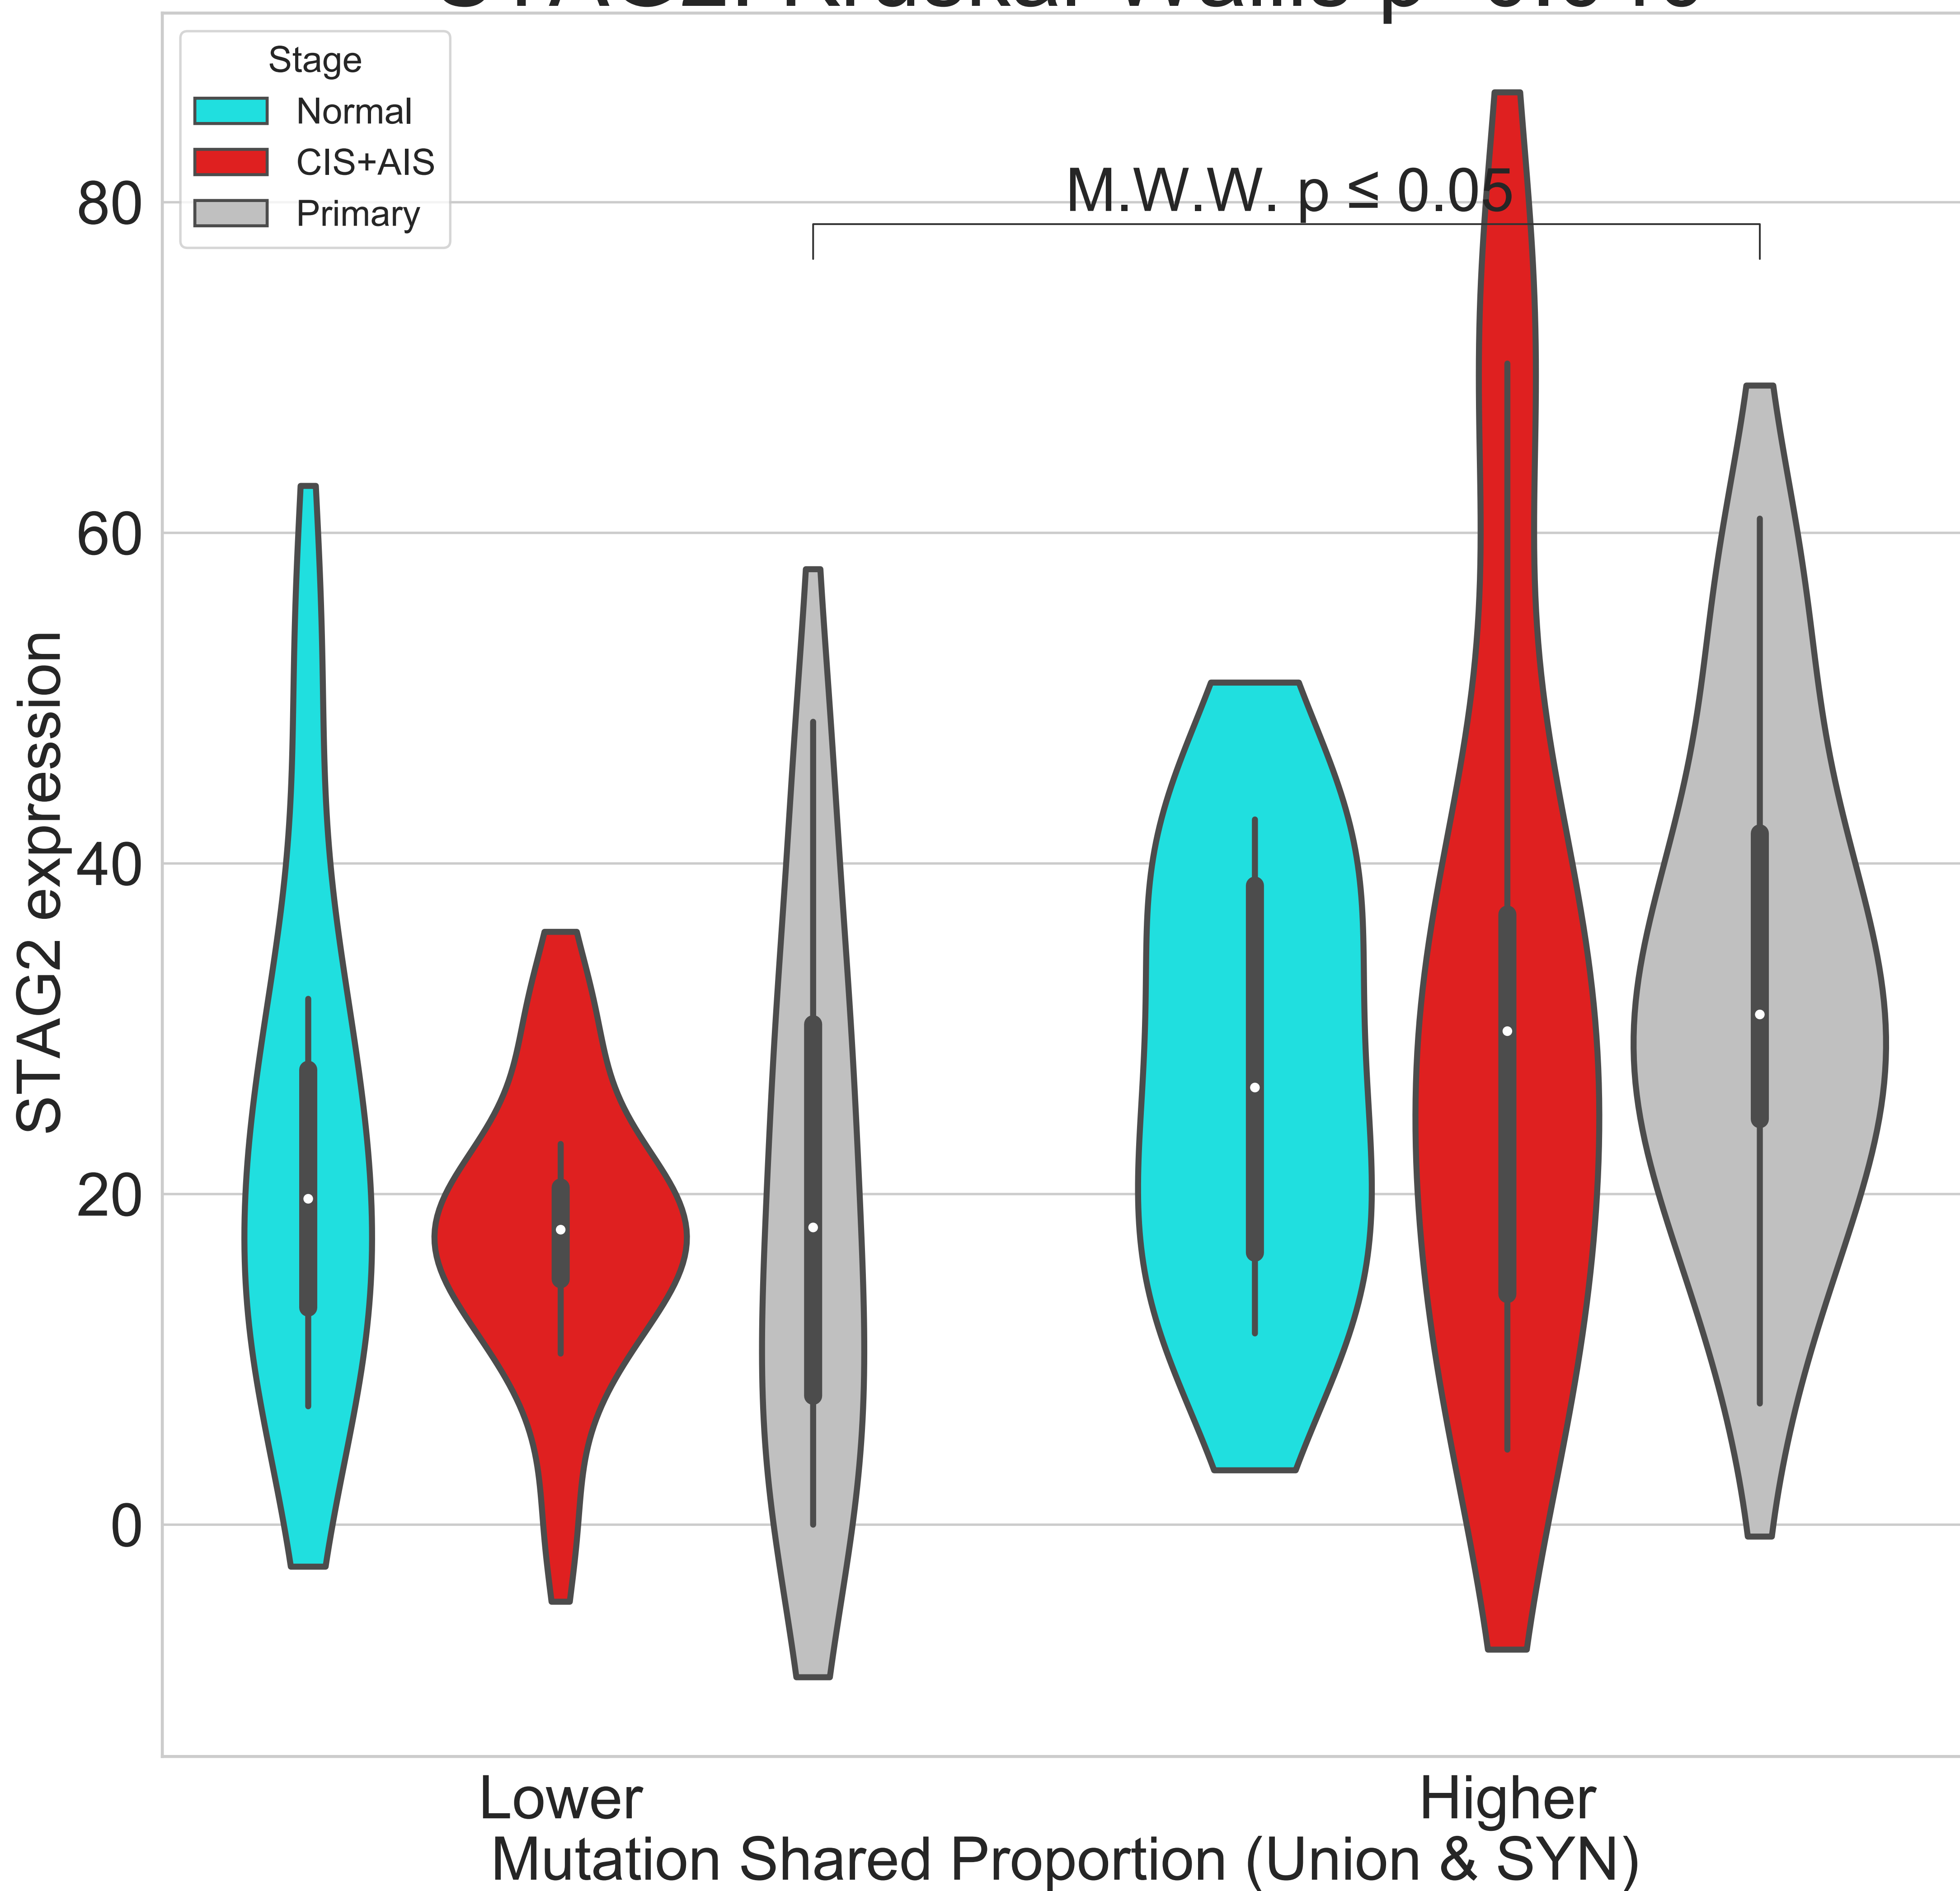 Stage
Normal
CIS+AIS
Primary
M.W.W. p ≤ 0.05
80
60
40
20
0
STAG2 expression
Lower
Higher
Mutation Shared Proportion (Union & SYN)